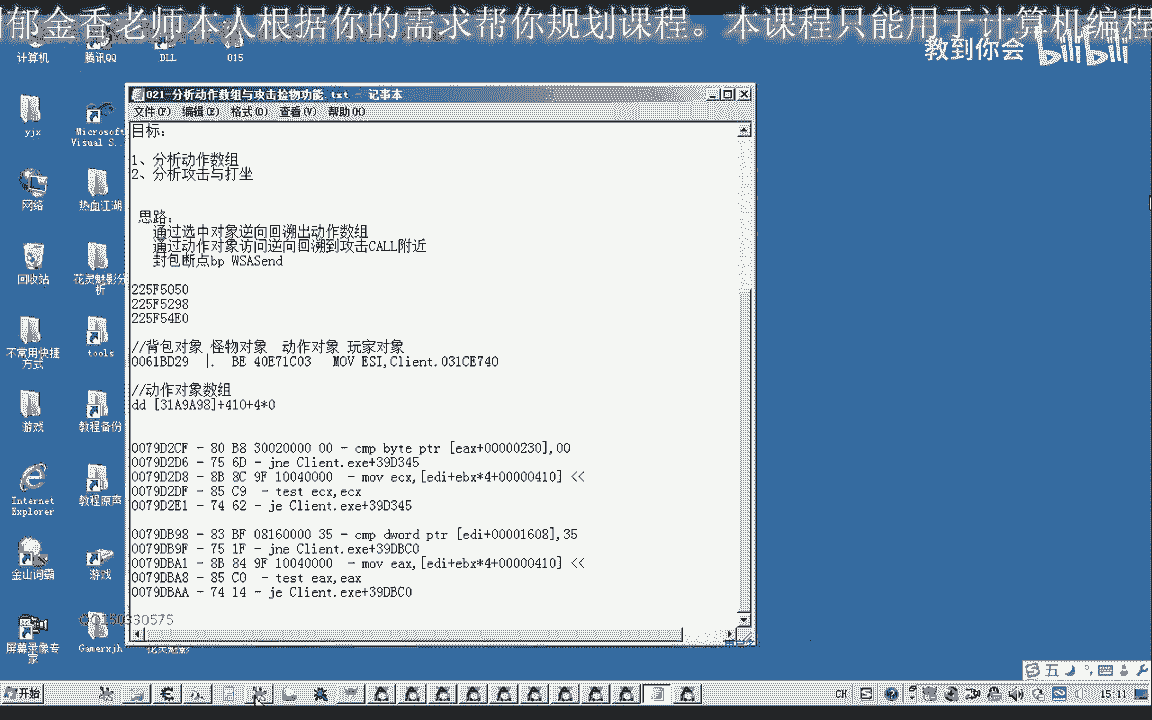 郁金香老师本人根据你的需求帮你规划课程。本课程只能用于计算机编程
教到你会 bilibili
计算机
腾讯QQ
DLL
015
yjx
Microsoft Visual S...
网络
热血江湖
回收站
花灵魅影分析
不常用快捷方式
tools
游戏
教程备份
Internet Explorer
教程原声
金山词霸
游戏
屏幕录像专家
Gamerxjh
花灵魅影
021-分析动作数组与攻击捡物功能.txt - 记事本
文件(F) 编辑(E) 格式(O) 查看(V) 帮助(H)
目标:
1、分析动作数组
2、分析攻击与打坐
思路:
通过选中对象逆向回溯出动作数组
通过动作对象访问逆向回溯到攻击CALL附近
封包断点bp WSASend
225F5050
225F5298
225F54E0
//背包对象 怪物对象 动作对象 玩家对象
0061BD29 |. BE 40E71C03 MOV ESI,Client.031CE740
//动作对象数组
dd [31A9A98]+410+4*0
0079D2CF - 80 B8 30020000 00 - cmp byte ptr [eax+00000230],00
0079D2D6 - 75 6D - jne Client.exe+39D345
0079D2D8 - 8B 8C 9F 10040000 - mov ecx,[edi+ebx*4+00000410] <<
0079D2DF - 85 C9 - test ecx,ecx
0079D2E1 - 74 62 - je Client.exe+39D345
0079DB98 - 83 BF 08160000 35 - cmp dword ptr [edi+00001608],35
0079DB9F - 75 1F - jne Client.exe+39DBC0
0079DBA1 - 8B 84 9F 10040000 - mov eax,[edi+ebx*4+00000410] <<
0079DBA8 - 85 C0 - test eax,eax
0079DBAA - 74 14 - je Client.exe+39DBC0
五
开始
CH
15:11